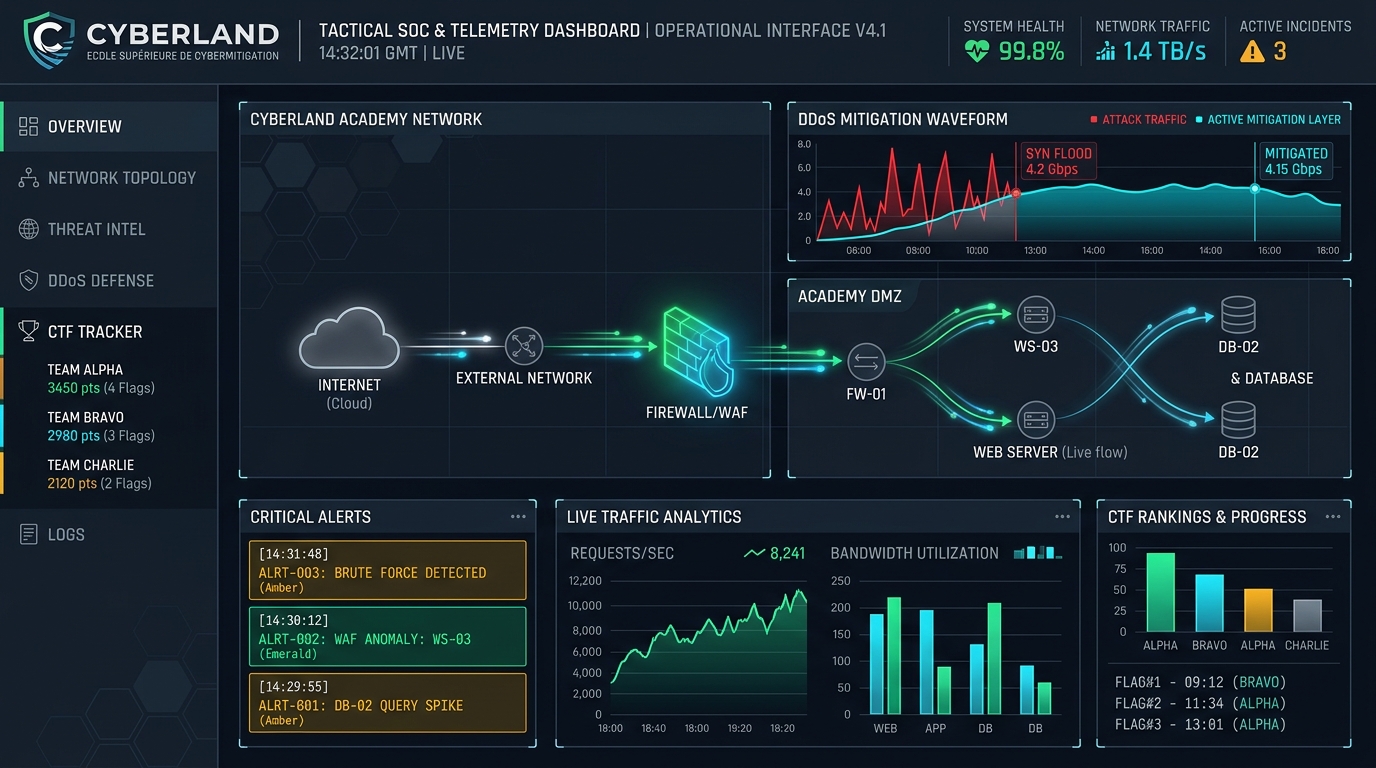 CYBERLAND
ECOLE SUPÉRIEURE DE CYBERMITIGATION
TACTICAL SOC & TELEMETRY DASHBOARD | OPERATIONAL INTERFACE V4.1
14:32:01 GMT | LIVE
SYSTEM HEALTH
99.8%
NETWORK TRAFFIC
1.4 TB/s
ACTIVE INCIDENTS
3
OVERVIEW
NETWORK TOPOLOGY
THREAT INTEL
DDoS DEFENSE
CTF TRACKER
TEAM ALPHA
3450 pts (4 Flags)
TEAM BRAVO
2980 pts (3 Flags)
TEAM CHARLIE
2120 pts (2 Flags)
LOGS
CYBERLAND ACADEMY NETWORK
INTERNET
(Cloud)
EXTERNAL NETWORK
FIREWALL/WAF
DDoS MITIGATION WAVEFORM
ATTACK TRAFFIC
ACTIVE MITIGATION LAYER
8.0
6.0
4.0
2.0
0
SYN FLOOD
4.2 Gbps
MITIGATED
4.15 Gbps
06:00 08:00 10:00 13:00 14:00 16:00 14:00 16:00 18:00
ACADEMY DMZ
FW-01
WS-03
WEB SERVER (Live flow)
DB-02
& DATABASE
DB-02
CRITICAL ALERTS
[14:31:48]
ALRT-003: BRUTE FORCE DETECTED
(Amber)
[14:30:12]
ALRT-002: WAF ANOMALY: WS-03
(Emerald)
[14:29:55]
ALRT-601: DB-02 QUERY SPIKE
(Amber)
LIVE TRAFFIC ANALYTICS
REQUESTS/SEC
8,241
12,000
10,000
8,000
6,000
4,000
2,000
0
18:00 18:40 18:00 19:20 18:20
BANDWIDTH UTILIZATION
250
200
150
100
50
0
WEB APP DB DB
CTF RANKINGS & PROGRESS
100
75
50
25
0
ALPHA BRAVO ALPHA CHARLIE
FLAG#1 - 09:12 (BRAVO)
FLAG#2 - 11:34 (ALPHA)
FLAG#3 - 13:01 (ALPHA)